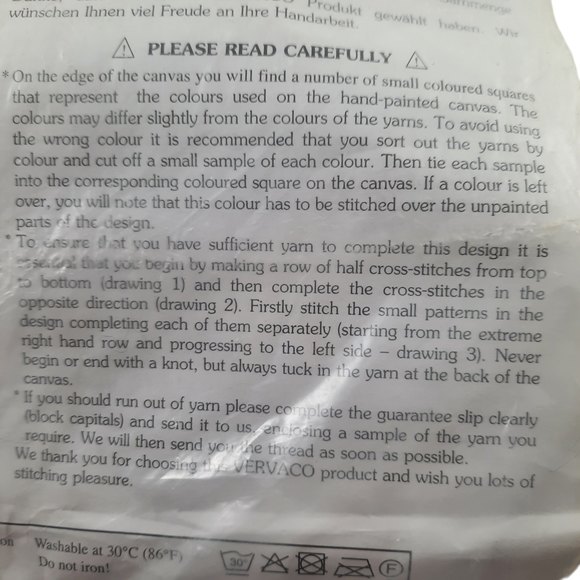 Produkt gewählt haben. Wir
wünschen Ihnen viel Freude an Ihre Handarbeit.
PLEASE READ CAREFULLY
* On the edge of the canvas you will find a number of small coloured squares
that represent the colours used on the hand-painted canvas. The
colours may differ slightly from the colours of the yarns. To avoid using
the wrong colour it is recommended that you sort out the yarns by
colour and cut off a small sample of each colour. Then tie each sample
into the corresponding coloured square on the canvas. If a colour is left
over, you will note that this colour has to be stitched over the unpainted
parts of the design.
* To ensure that you have sufficient yarn to complete this design it is
essential that you begin by making a row of half cross-stitches from top
to bottom (drawing 1) and then complete the cross-stitches in the
opposite direction (drawing 2). Firstly stitch the small patterns in the
design completing each of them separately (starting from the extreme
right hand row and progressing to the left side – drawing 3). Never
begin or end with a knot, but always tuck in the yarn at the back of the
canvas.
* If you should run out of yarn please complete the guarantee slip clearly
(block capitals) and send it to us, enclosing a sample of the yarn you
require. We will then send you the thread as soon as possible.
We thank you for choosing the VERVACO product and wish you lots of
stitching pleasure.
on Washable at 30°C (86°F)
Do not iron!
30° F